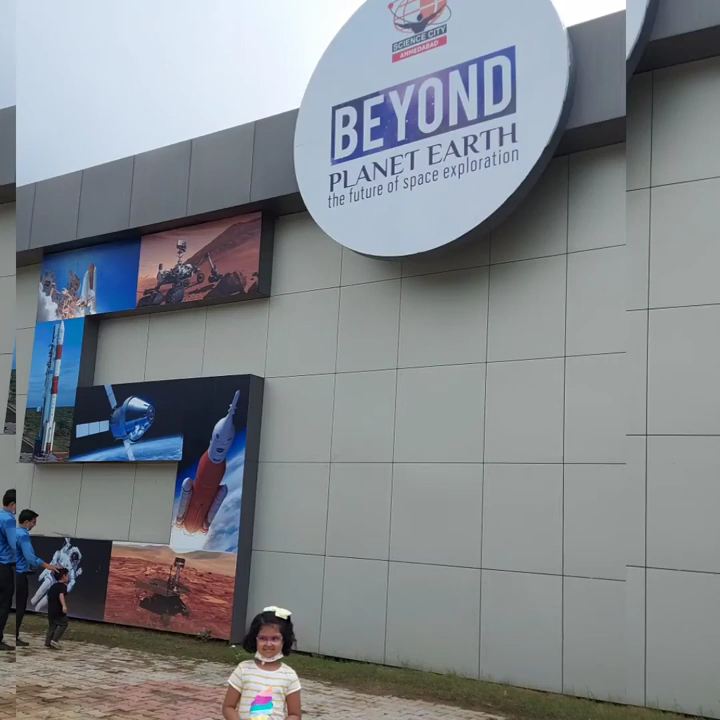 SCIENCE CITY
AHMEDABAD
BEYOND
PLANET EARTH
the future of space exploration